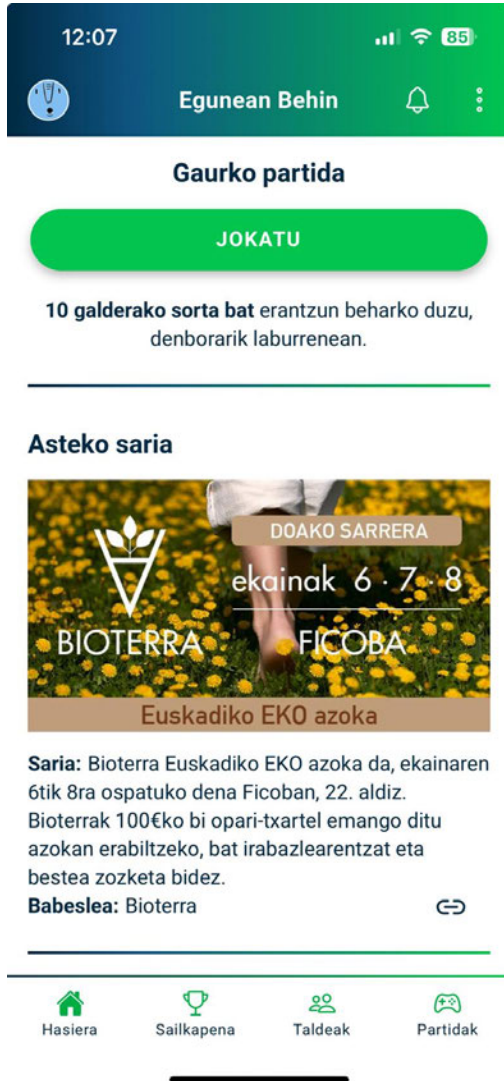 12:07
85
Egunean Behin
Gaurko partida
JOKATU
10 galderako sorta bat erantzun beharko duzu,
denborarik laburrenean.
Asteko saria
DOAKO SARRERA
ekainak 6 · 7 · 8
BIOTERRA
FICOBA
Euskadiko EKO azoka
Saria: Bioterra Euskadiko EKO azoka da, ekainaren
6tik 8ra ospatuko dena Ficoban, 22. aldiz.
Bioterrak 100€ko bi opari-txartel emango ditu
azokan erabiltzeko, bat irabazlearentzat eta
bestea zozketa bidez.
Babeslea: Bioterra
Hasiera
Sailkapena
Taldeak
Partidak